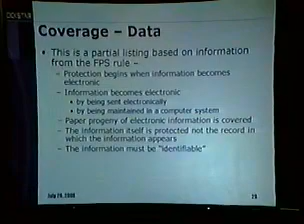 Coverage – Data
• This is a partial listing based on information
from the FPS rule –
– Protection begins when information becomes
electronic
– Information becomes electronic
• by being sent electronically
• by being maintained in a computer system
– Paper progeny of electronic information is covered
– The information itself is protected not the record in
which the information appears
– The information must be "identifiable"